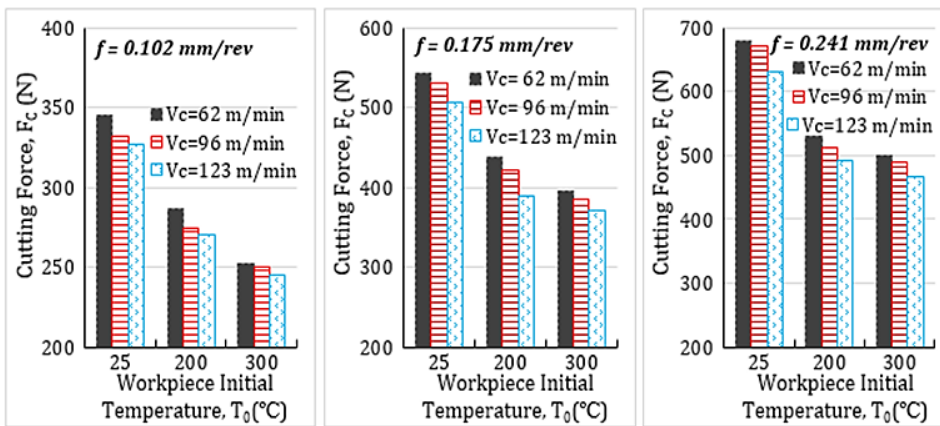 400
350
300
250
200
Cutting Force, F_C (N)
f = 0.102 mm/rev
Vc= 62 m/min
Vc=96 m/min
Vc=123 m/min
25 200 300
Workpiece Initial
Temperature, T₀(°C)
600
500
400
300
200
Cutting Force, F_C (N)
f = 0.175 mm/rev
Vc= 62 m/min
Vc= 96 m/min
Vc=123 m/min
25 200 300
Workpiece Initial
Temperature, T₀(°C)
700
600
500
400
300
200
Cutting Force, F_C (N)
f = 0.241 mm/rev
Vc=62 m/min
Vc= 96 m/min
Vc=123 m/min
25 200 300
Workpiece Initial
Temperature, T₀(°C)